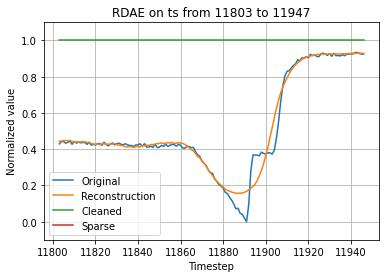 RDAE on ts from 11803 to 11947
Normalized value
1.0
0.8
0.6
0.4
0.2
0.0
Original
Reconstruction
Cleaned
Sparse
11800 11820 11840 11860 11880 11900 11920 11940
Timestep